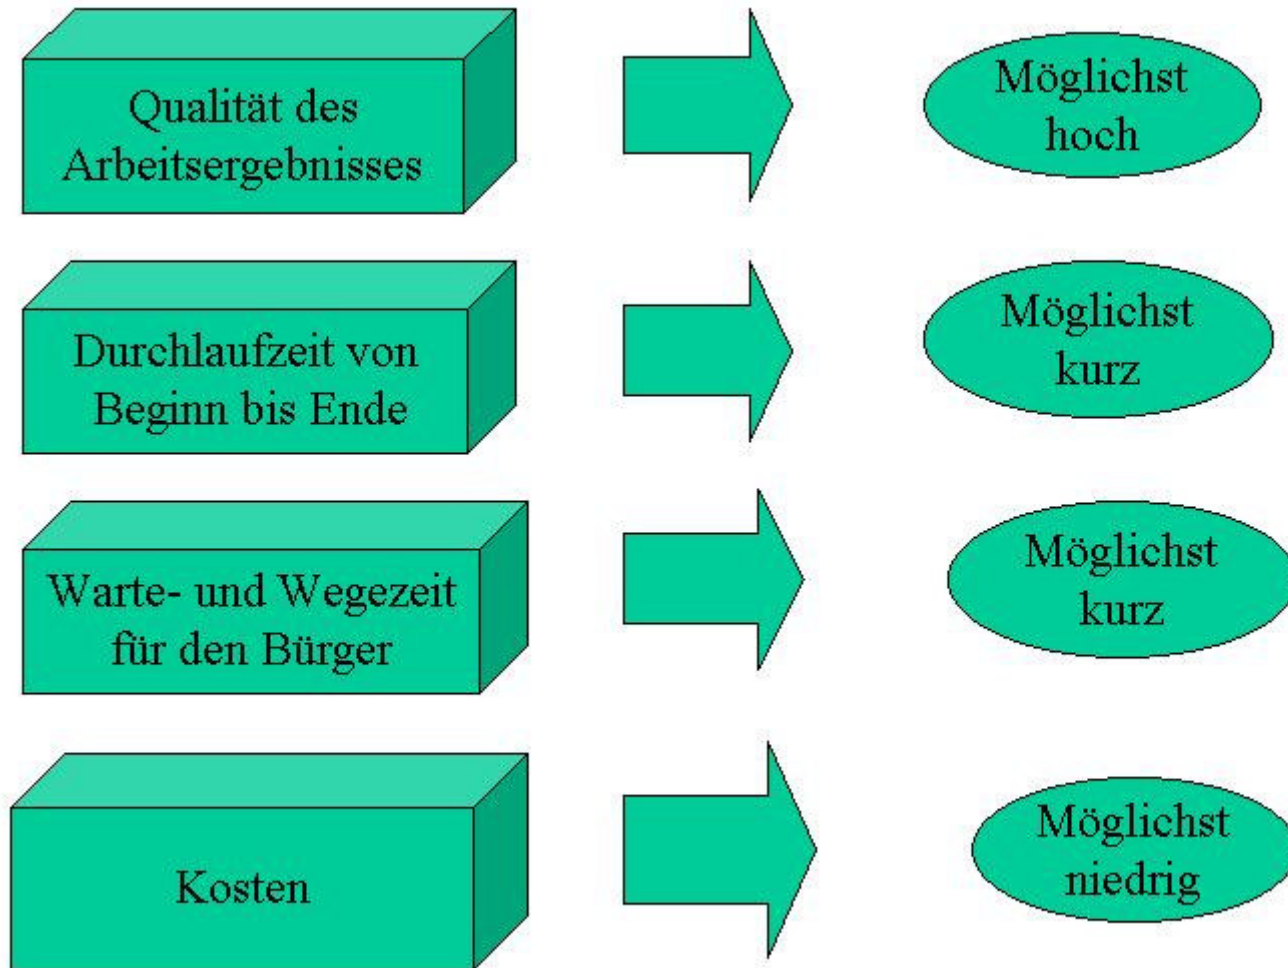 Qualität des
Arbeitsergebnisses
Möglichst
hoch
Durchlaufzeit von
Beginn bis Ende
Möglichst
kurz
Warte- und Wegezeit
für den Bürger
Möglichst
kurz
Kosten
Möglichst
niedrig